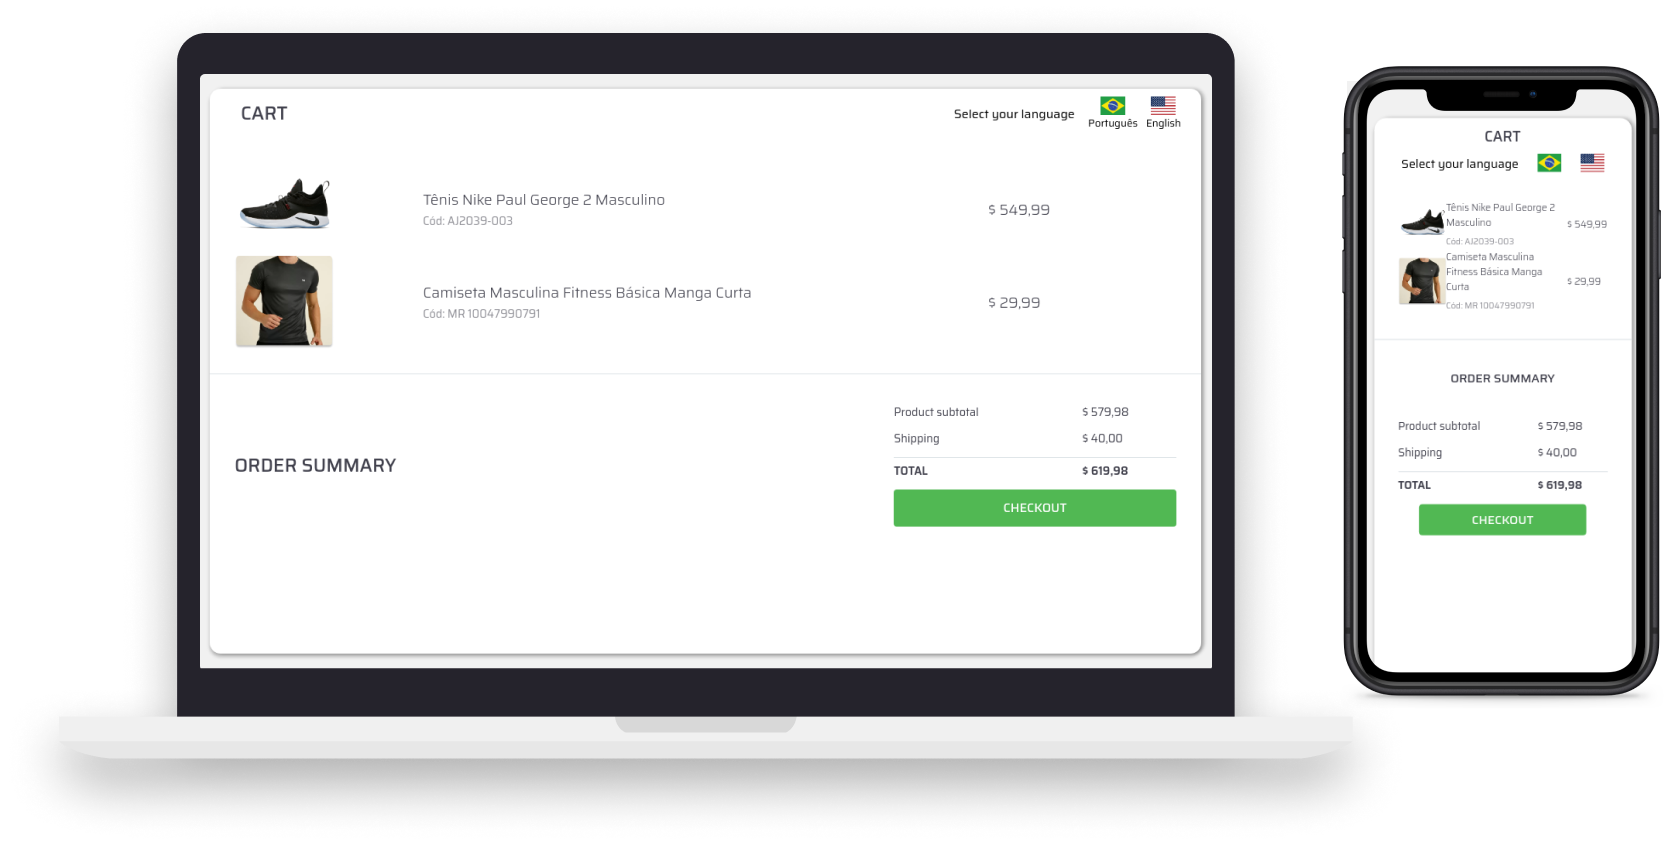 CART
Select your language
Português English
Tênis Nike Paul George 2 Masculino
Cód: AJ2039-003
$ 549,99
Camiseta Masculina Fitness Básica Manga Curta
Cód: MR 10047990791
$ 29,99
ORDER SUMMARY
Product subtotal $ 579,98
Shipping $ 40,00
TOTAL $ 619,98
CHECKOUT
CART
Select your language
Tênis Nike Paul George 2
Masculino
Cód: AJ2039-003
$ 549,99
Camiseta Masculina
Fitness Básica Manga
Curta
Cód: MR 10047990791
$ 29,99
ORDER SUMMARY
Product subtotal $ 579,98
Shipping $ 40,00
TOTAL $ 619,98
CHECKOUT